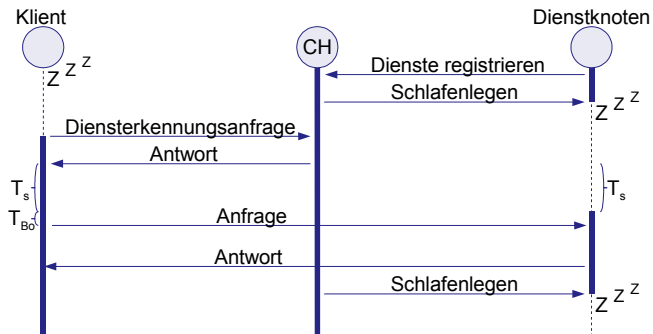 Klient
Dienstknoten
CH
Z Z Z
Dienste registrieren
Schlafenlegen
Z Z Z
Diensterkennungsanfrage
Antwort
Ts
Ts
TBo
Anfrage
Antwort
Schlafenlegen
Z Z Z